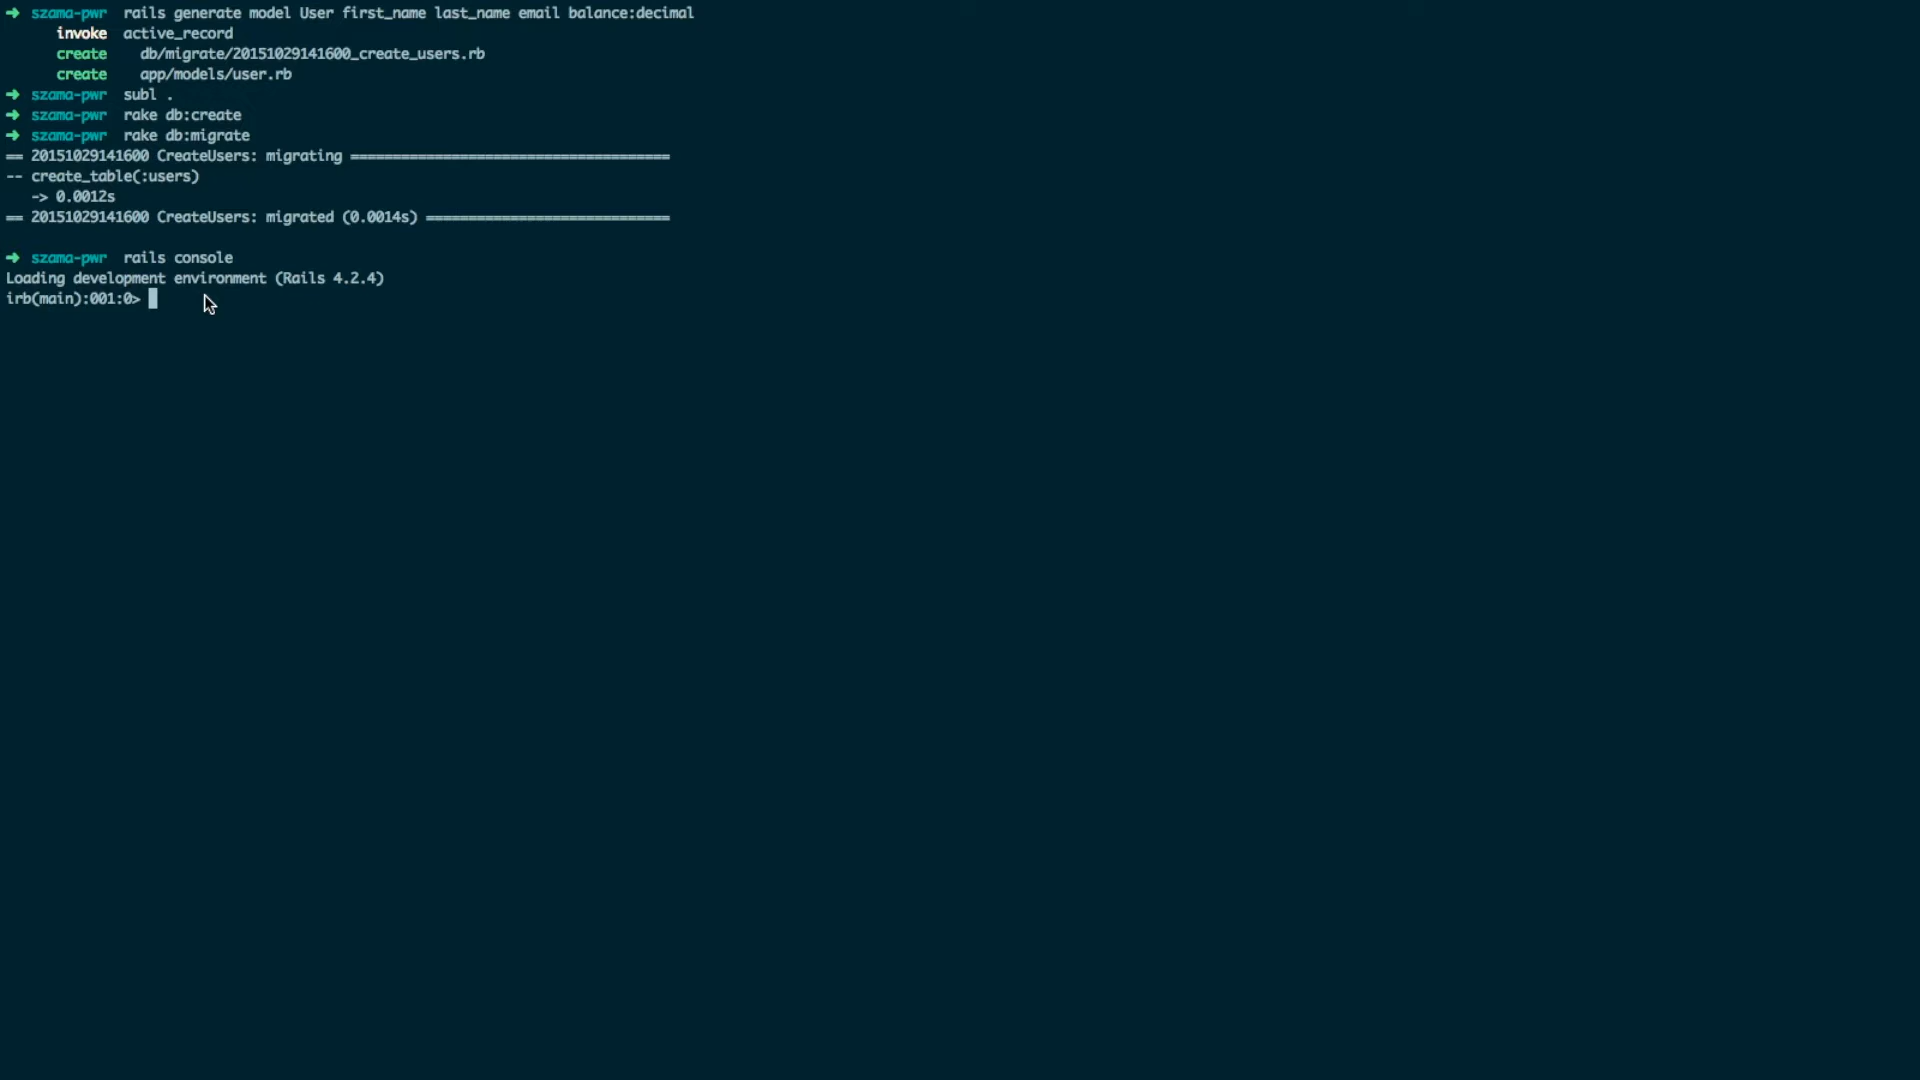 ➜ szama-pwr rails generate model User first_name last_name email balance:decimal
invoke active_record
create db/migrate/20151029141600_create_users.rb
create app/models/user.rb
➜ szama-pwr subl .
➜ szama-pwr rake db:create
➜ szama-pwr rake db:migrate
== 20151029141600 CreateUsers: migrating ======================================
-- create_table(:users)
-> 0.0012s
== 20151029141600 CreateUsers: migrated (0.0014s) =============================
➜ szama-pwr rails console
Loading development environment (Rails 4.2.4)
irb(main):001:0>